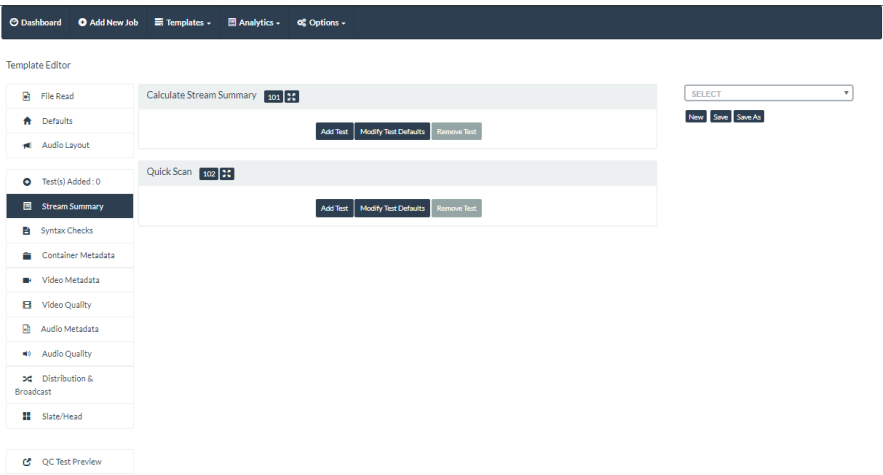 Dashboard Add New Job Templates Analytics Options
Template Editor
File Read
Defaults
Audio Layout
Test(s) Added : 0
Stream Summary
Syntax Checks
Container Metadata
Video Metadata
Video Quality
Audio Metadata
Audio Quality
Distribution &
Broadcast
Slate/Head
QC Test Preview
Calculate Stream Summary 101
Add Test Modify Test Defaults Remove Test
Quick Scan 102
Add Test Modify Test Defaults Remove Test
SELECT
New Save Save As